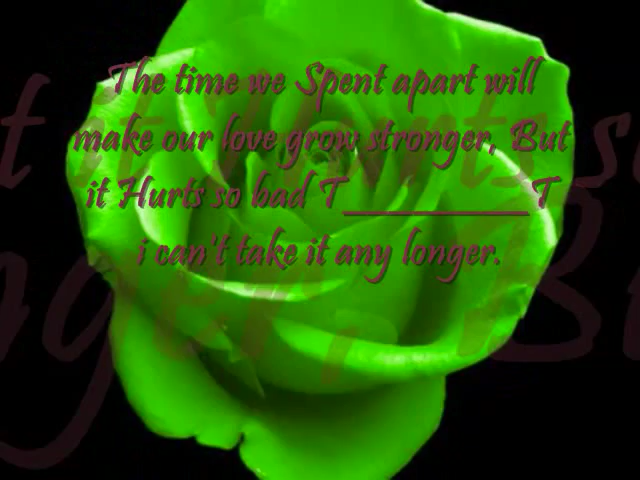 The time we Spent apart will
make our love grow stronger, But
it Hurts so bad T_________T
i can't take it any longer.